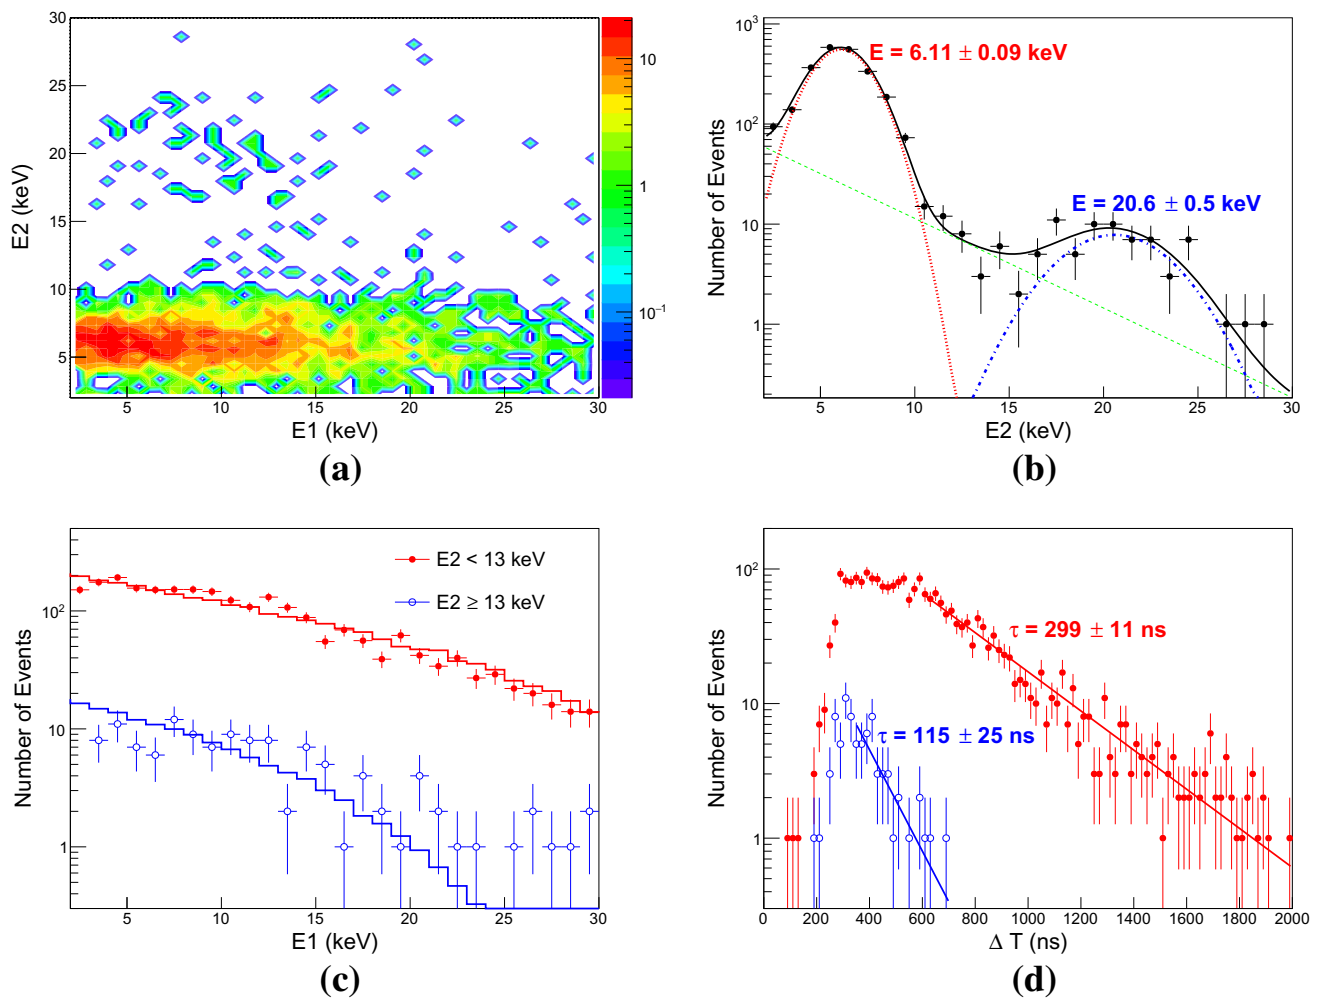 30
25
20
15
10
5
E2 (keV)
5 10 15 20 25 30
E1 (keV)
10
1
10⁻¹
(a)
10³
10²
10
1
Number of Events
E = 6.11 ± 0.09 keV
E = 20.6 ± 0.5 keV
5 10 15 20 25 30
E2 (keV)
(b)
10²
10
1
Number of Events
E2 < 13 keV
E2 ≥ 13 keV
5 10 15 20 25 30
E1 (keV)
(c)
10²
10
1
Number of Events
τ = 299 ± 11 ns
τ = 115 ± 25 ns
0 200 400 600 800 1000 1200 1400 1600 1800 2000
Δ T (ns)
(d)